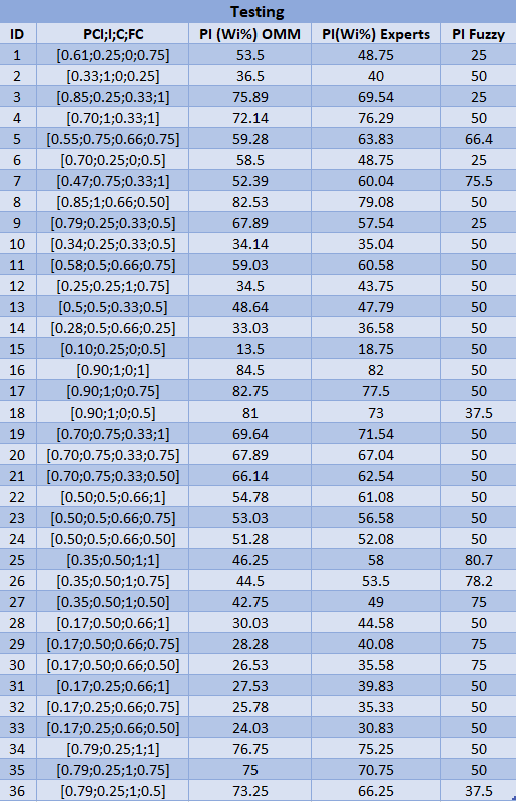 Testing
ID PCI;I;C;FC PI (Wi%) OMM PI(Wi%) Experts PI Fuzzy
1 [0.61;0.25;0;0.75] 53.5 48.75 25
2 [0.33;1;0;0.25] 36.5 40 50
3 [0.85;0.25;0.33;1] 75.89 69.54 25
4 [0.70;1;0.33;1] 72.14 76.29 50
5 [0.55;0.75;0.66;0.75] 59.28 63.83 66.4
6 [0.70;0.25;0;0.5] 58.5 48.75 25
7 [0.47;0.75;0.33;1] 52.39 60.04 75.5
8 [0.85;1;0.66;0.50] 82.53 79.08 50
9 [0.79;0.25;0.33;0.5] 67.89 57.54 25
10 [0.34;0.25;0.33;0.5] 34.14 35.04 50
11 [0.58;0.5;0.66;0.75] 59.03 60.58 50
12 [0.25;0.25;1;0.75] 34.5 43.75 50
13 [0.5;0.5;0.33;0.5] 48.64 47.79 50
14 [0.28;0.5;0.66;0.25] 33.03 36.58 50
15 [0.10;0.25;0;0.5] 13.5 18.75 50
16 [0.90;1;0;1] 84.5 82 50
17 [0.90;1;0;0.75] 82.75 77.5 50
18 [0.90;1;0;0.5] 81 73 37.5
19 [0.70;0.75;0.33;1] 69.64 71.54 50
20 [0.70;0.75;0.33;0.75] 67.89 67.04 50
21 [0.70;0.75;0.33;0.50] 66.14 62.54 50
22 [0.50;0.5;0.66;1] 54.78 61.08 50
23 [0.50;0.5;0.66;0.75] 53.03 56.58 50
24 [0.50;0.5;0.66;0.50] 51.28 52.08 50
25 [0.35;0.50;1;1] 46.25 58 80.7
26 [0.35;0.50;1;0.75] 44.5 53.5 78.2
27 [0.35;0.50;1;0.50] 42.75 49 75
28 [0.17;0.50;0.66;1] 30.03 44.58 50
29 [0.17;0.50;0.66;0.75] 28.28 40.08 75
30 [0.17;0.50;0.66;0.50] 26.53 35.58 75
31 [0.17;0.25;0.66;1] 27.53 39.83 50
32 [0.17;0.25;0.66;0.75] 25.78 35.33 50
33 [0.17;0.25;0.66;0.50] 24.03 30.83 50
34 [0.79;0.25;1;1] 76.75 75.25 50
35 [0.79;0.25;1;0.75] 75 70.75 50
36 [0.79;0.25;1;0.5] 73.25 66.25 37.5